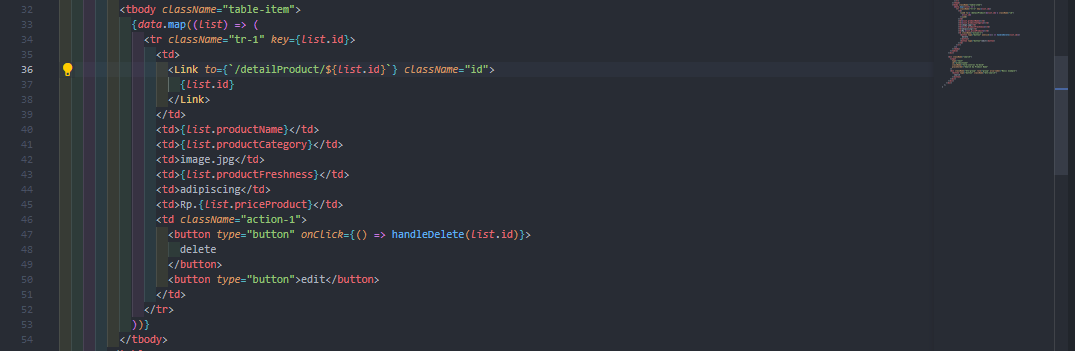 32 <tbody className="table-item">
33 {data.map((list) => (
34 <tr className="tr-1" key={list.id}>
35 <td>
36 <Link to={`/detailProduct/${list.id}`} className="id">
37 {list.id}
38 </Link>
39 </td>
40 <td>{list.productName}</td>
41 <td>{list.productCategory}</td>
42 <td>image.jpg</td>
43 <td>{list.productFreshness}</td>
44 <td>adipiscing</td>
45 <td>Rp.{list.priceProduct}</td>
46 <td className="action-1">
47 <button type="button" onClick={() => handleDelete(list.id)}>
48 delete
49 </button>
50 <button type="button">edit</button>
51 </td>
52 </tr>
53 ))}
54 </tbody>